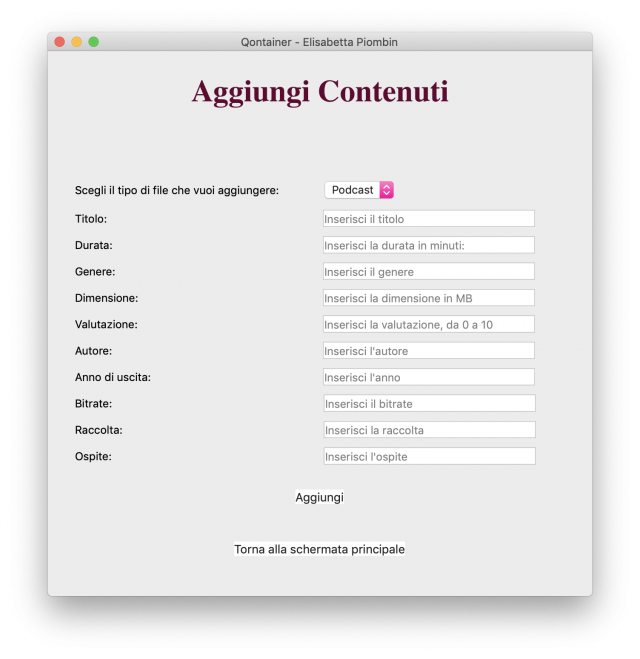 Qontainer - Elisabetta Piombin
Aggiungi Contenuti
Scegli il tipo di file che vuoi aggiungere: Podcast
Titolo: Inserisci il titolo
Durata: Inserisci la durata in minuti:
Genere: Inserisci il genere
Dimensione: Inserisci la dimensione in MB
Valutazione: Inserisci la valutazione, da 0 a 10
Autore: Inserisci l'autore
Anno di uscita: Inserisci l'anno
Bitrate: Inserisci il bitrate
Raccolta: Inserisci la raccolta
Ospite: Inserisci l'ospite
Aggiungi
Torna alla schermata principale